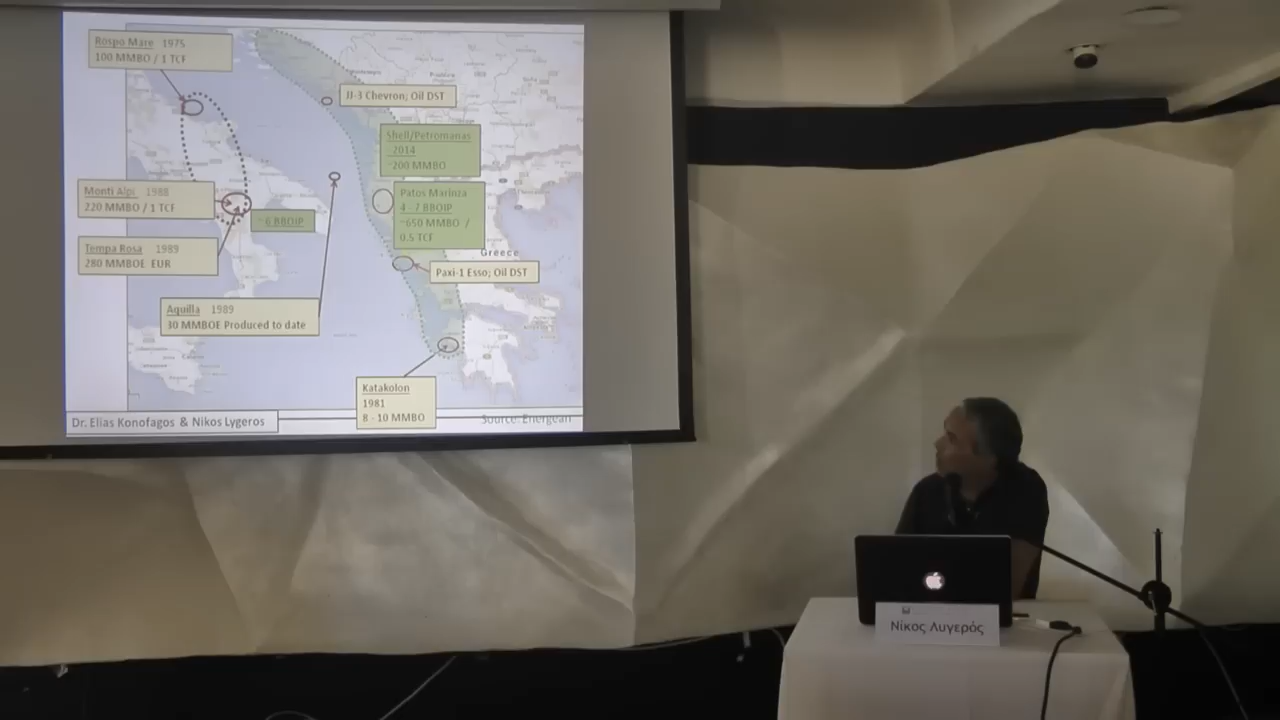 Rospo Mare 1975
100 MMBO / 1 TCF
JJ-3 Chevron; Oil DST
Shell/Petromanas
2014
~200 MMBO
Monti Alpi 1988
220 MMBO / 1 TCF
~ 6 BBOIP
Patos Marinza
4 - 7 BBOIP
~650 MMBO /
0.5 TCF
Tempa Rosa 1989
280 MMBOE EUR
Greece
Paxi-1 Esso; Oil DST
Aquilla 1989
30 MMBOE Produced to date
Katakolon
1981
8 - 10 MMBO
Dr. Elias Konofagos & Nikos Lygeros
Source: Energean
Νίκος Λυγερός